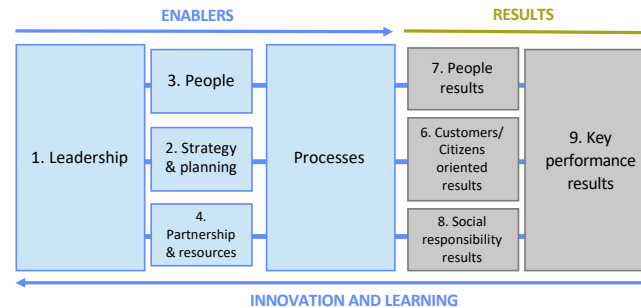 ENABLERS
RESULTS
1. Leadership
3. People
2. Strategy
& planning
4.
Partnership
& resources
Processes
7. People
results
6. Customers/
Citizens
oriented
results
8. Social
responsibility
results
9. Key
performance
results
INNOVATION AND LEARNING